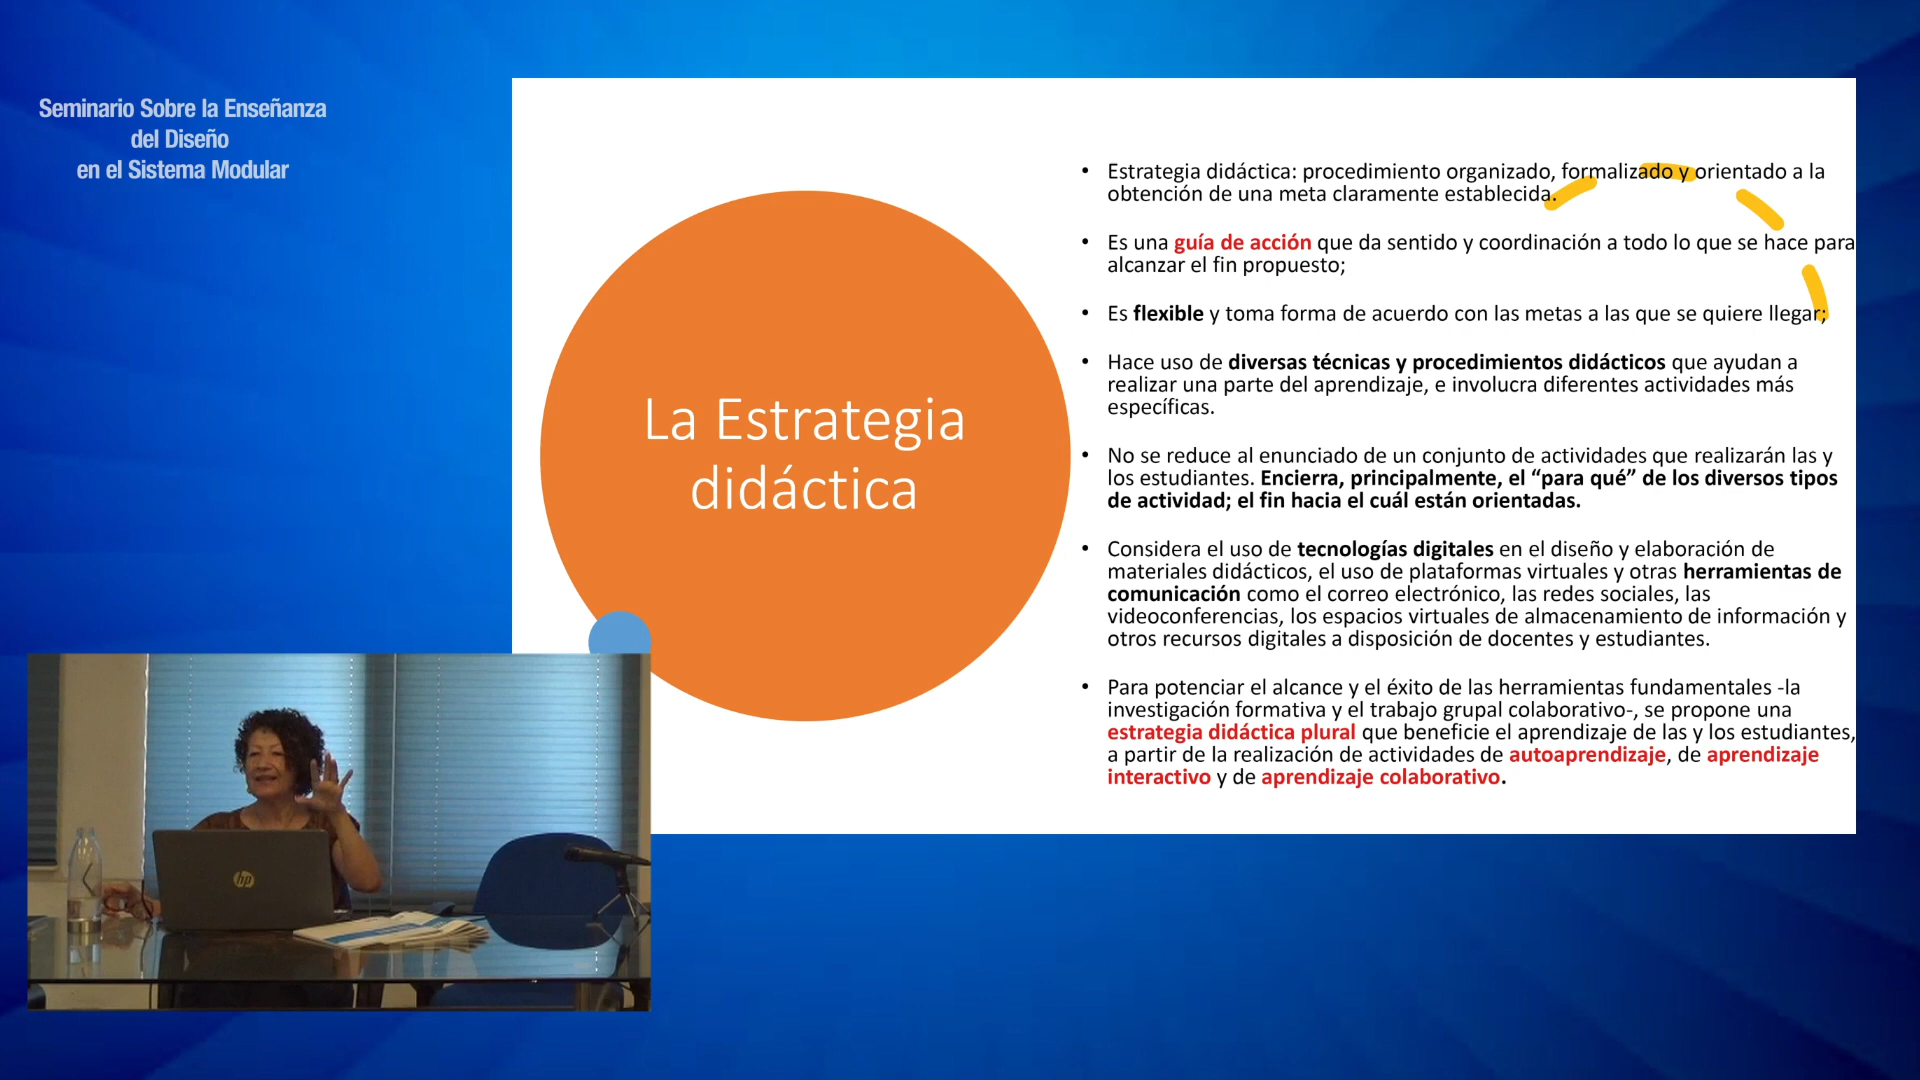 Seminario Sobre la Enseñanza
del Diseño
en el Sistema Modular
La Estrategia
didáctica
• Estrategia didáctica: procedimiento organizado, formalizado y orientado a la
obtención de una meta claramente establecida.
• Es una guía de acción que da sentido y coordinación a todo lo que se hace para
alcanzar el fin propuesto;
• Es flexible y toma forma de acuerdo con las metas a las que se quiere llegar;
• Hace uso de diversas técnicas y procedimientos didácticos que ayudan a
realizar una parte del aprendizaje, e involucra diferentes actividades más
específicas.
• No se reduce al enunciado de un conjunto de actividades que realizarán las y
los estudiantes. Encierra, principalmente, el “para qué” de los diversos tipos
de actividad; el fin hacia el cuál están orientadas.
• Considera el uso de tecnologías digitales en el diseño y elaboración de
materiales didácticos, el uso de plataformas virtuales y otras herramientas de
comunicación como el correo electrónico, las redes sociales, las
videoconferencias, los espacios virtuales de almacenamiento de información y
otros recursos digitales a disposición de docentes y estudiantes.
• Para potenciar el alcance y el éxito de las herramientas fundamentales -la
investigación formativa y el trabajo grupal colaborativo-, se propone una
estrategia didáctica plural que beneficie el aprendizaje de las y los estudiantes,
a partir de la realización de actividades de autoaprendizaje, de aprendizaje
interactivo y de aprendizaje colaborativo.
hp